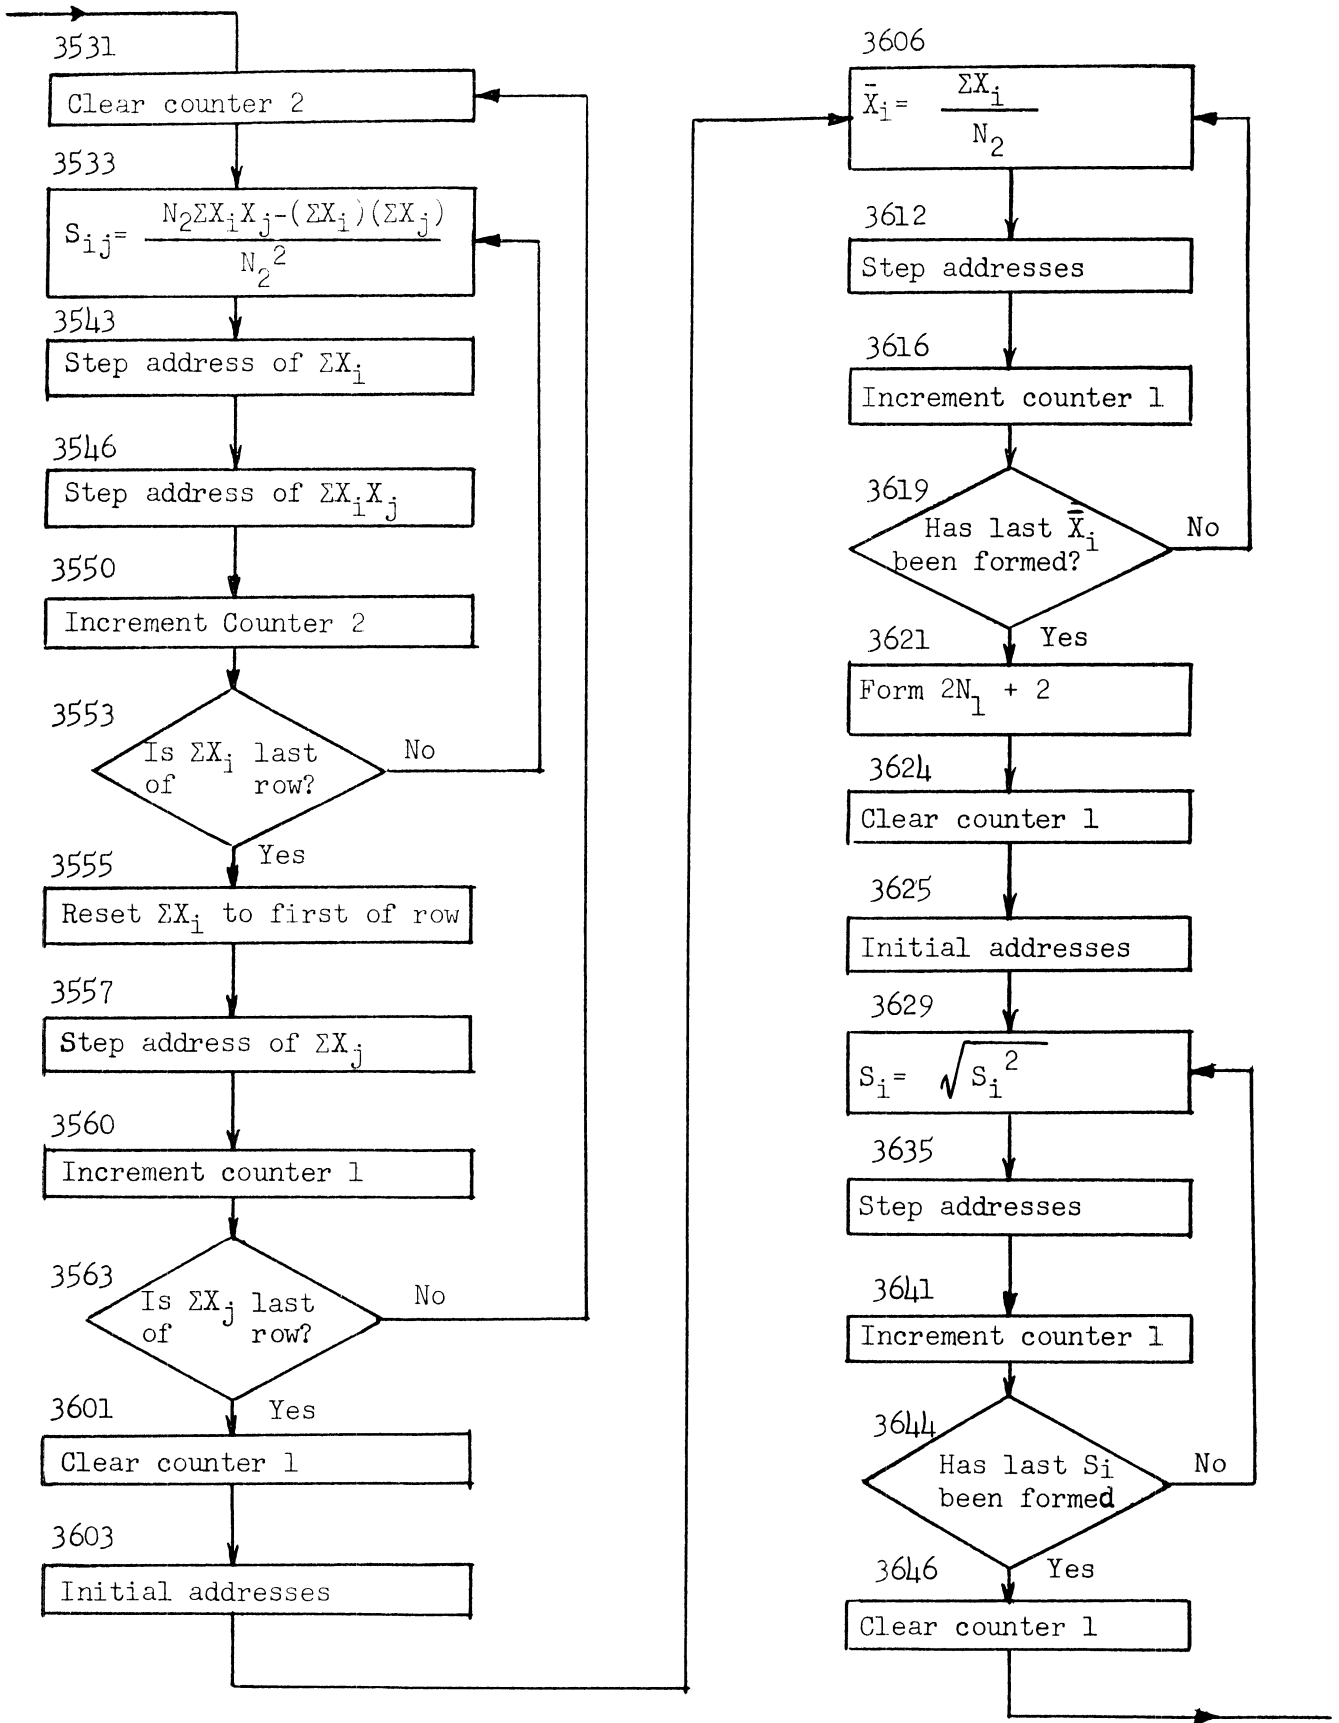 3531
Clear counter 2
3533
S_ij= N_2ΣX_iX_j-(ΣX_i)(ΣX_j)
N_2^2
3543
Step address of ΣX_i
3546
Step address of ΣX_iX_j
3550
Increment Counter 2
3553
Is ΣX_i last
of row?
No
Yes
3555
Reset ΣX_i to first of row
3557
Step address of ΣX_j
3560
Increment counter 1
3563
Is ΣX_j last
of row?
No
Yes
3601
Clear counter 1
3603
Initial addresses
3606
X̄_i= ΣX_i
N_2
3612
Step addresses
3616
Increment counter 1
3619
Has last X̄_i
been formed?
No
Yes
3621
Form 2N_1 + 2
3624
Clear counter 1
3625
Initial addresses
3629
S_i= √S_i^2
3635
Step addresses
3641
Increment counter 1
3644
Has last S_i
been formed
No
Yes
3646
Clear counter 1